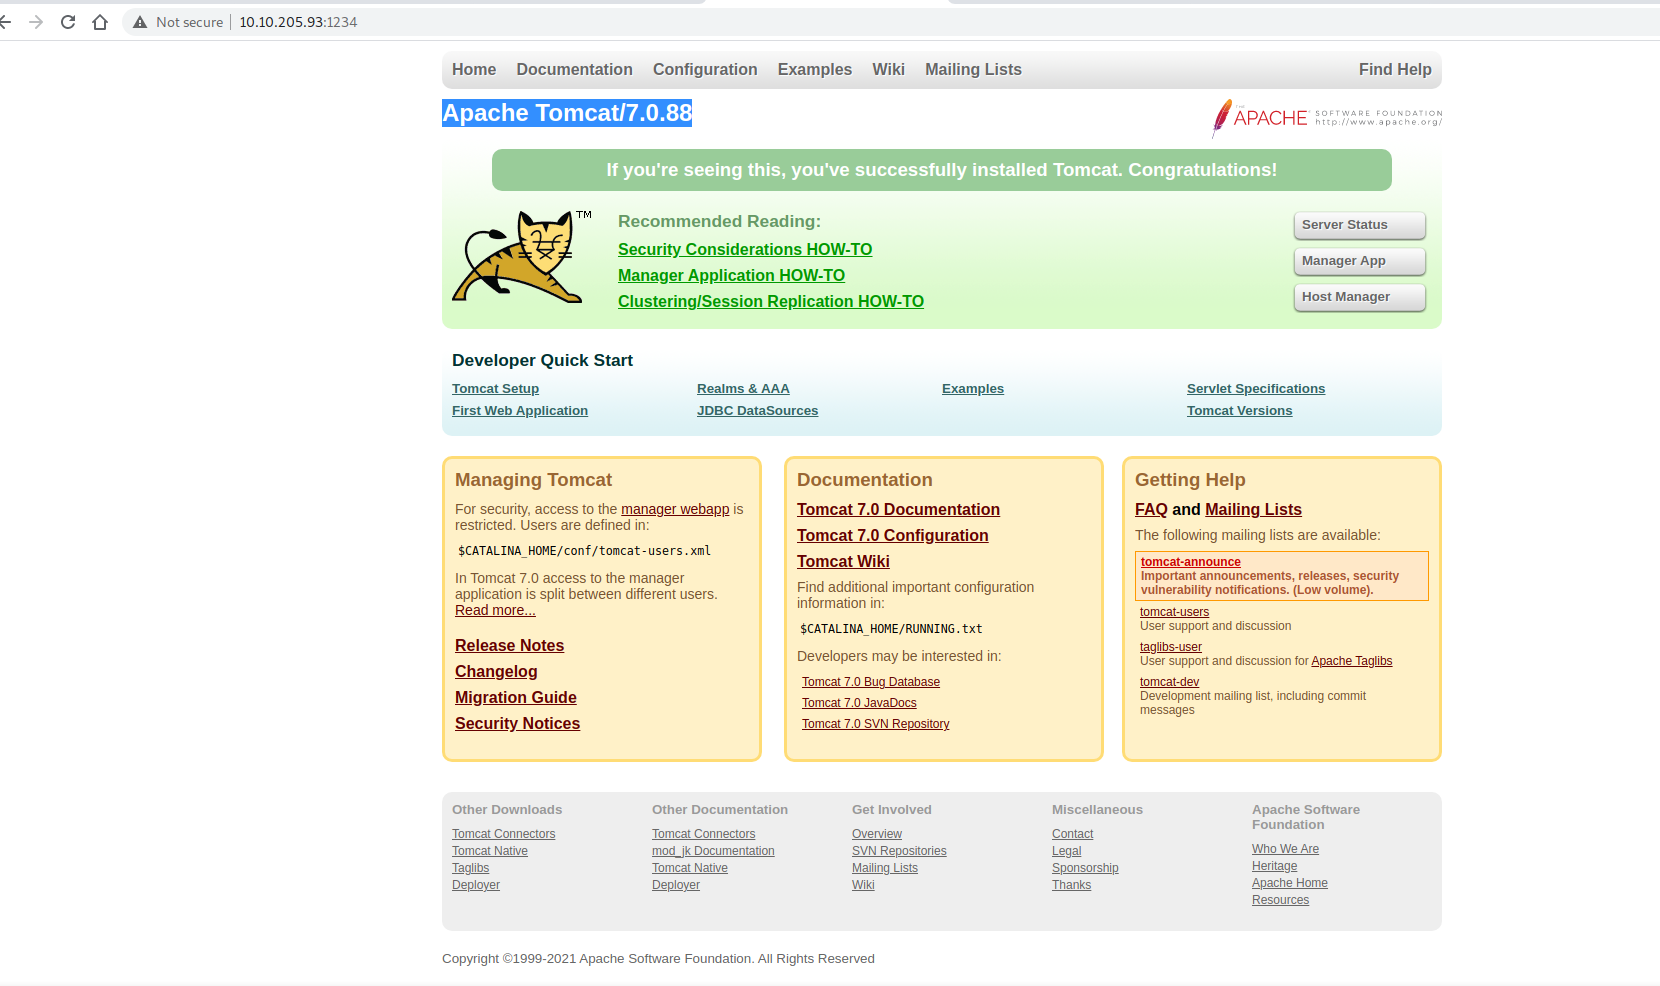 Not secure | 10.10.205.93:1234
Home Documentation Configuration Examples Wiki Mailing Lists Find Help
Apache Tomcat/7.0.88
THE APACHE SOFTWARE FOUNDATION
http://www.apache.org/
If you're seeing this, you've successfully installed Tomcat. Congratulations!
TM
Recommended Reading:
Security Considerations HOW-TO
Manager Application HOW-TO
Clustering/Session Replication HOW-TO
Server Status
Manager App
Host Manager
Developer Quick Start
Tomcat Setup
First Web Application
Realms & AAA
JDBC DataSources
Examples
Servlet Specifications
Tomcat Versions
Managing Tomcat
For security, access to the manager webapp is
restricted. Users are defined in:
$CATALINA_HOME/conf/tomcat-users.xml
In Tomcat 7.0 access to the manager
application is split between different users.
Read more...
Release Notes
Changelog
Migration Guide
Security Notices
Documentation
Tomcat 7.0 Documentation
Tomcat 7.0 Configuration
Tomcat Wiki
Find additional important configuration
information in:
$CATALINA_HOME/RUNNING.txt
Developers may be interested in:
Tomcat 7.0 Bug Database
Tomcat 7.0 JavaDocs
Tomcat 7.0 SVN Repository
Getting Help
FAQ and Mailing Lists
The following mailing lists are available:
tomcat-announce
Important announcements, releases, security
vulnerability notifications. (Low volume).
tomcat-users
User support and discussion
taglibs-user
User support and discussion for Apache Taglibs
tomcat-dev
Development mailing list, including commit
messages
Other Downloads
Tomcat Connectors
Tomcat Native
Taglibs
Deployer
Other Documentation
Tomcat Connectors
mod_jk Documentation
Tomcat Native
Deployer
Get Involved
Overview
SVN Repositories
Mailing Lists
Wiki
Miscellaneous
Contact
Legal
Sponsorship
Thanks
Apache Software
Foundation
Who We Are
Heritage
Apache Home
Resources
Copyright ©1999-2021 Apache Software Foundation. All Rights Reserved